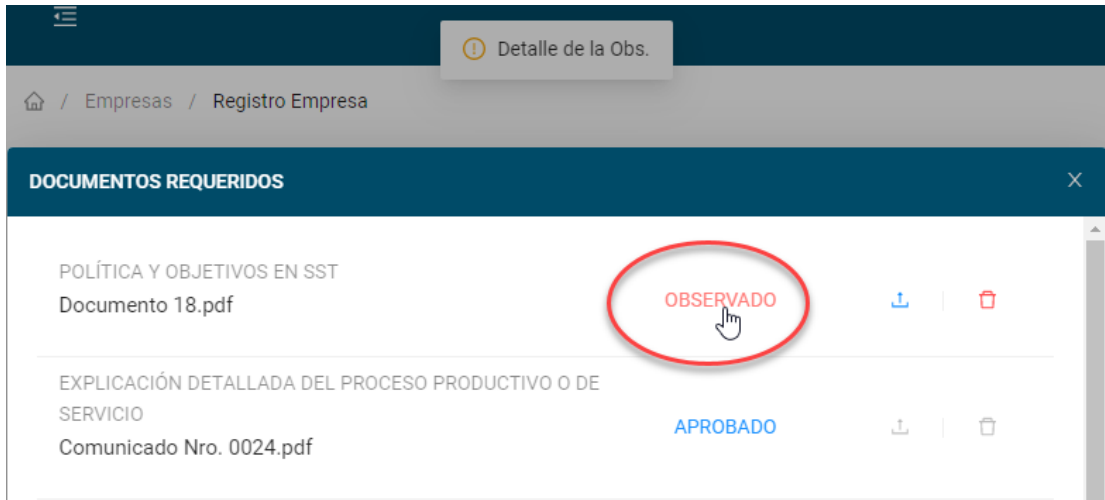 Detalle de la Obs.
/ Empresas / Registro Empresa
DOCUMENTOS REQUERIDOS
POLÍTICA Y OBJETIVOS EN SST
Documento 18.pdf
OBSERVADO
EXPLICACIÓN DETALLADA DEL PROCESO PRODUCTIVO O DE
SERVICIO
Comunicado Nro. 0024.pdf
APROBADO